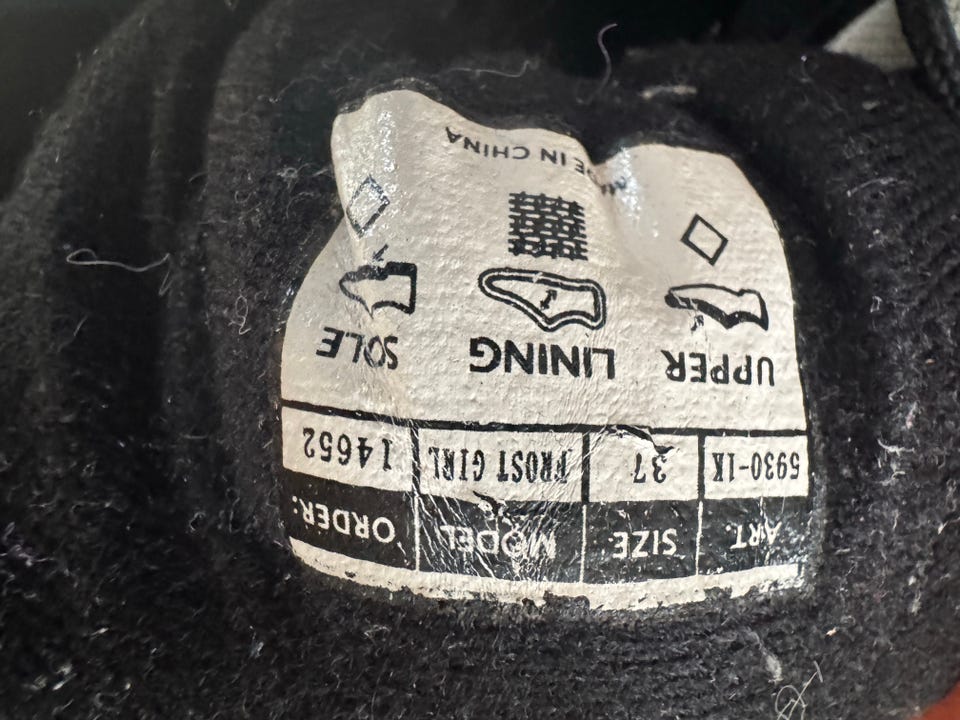 ART. SIZE: MODEL ORDER:
5930-1K 37 FROST GIRL 14652
UPPER LINING SOLE
MADE IN CHINA